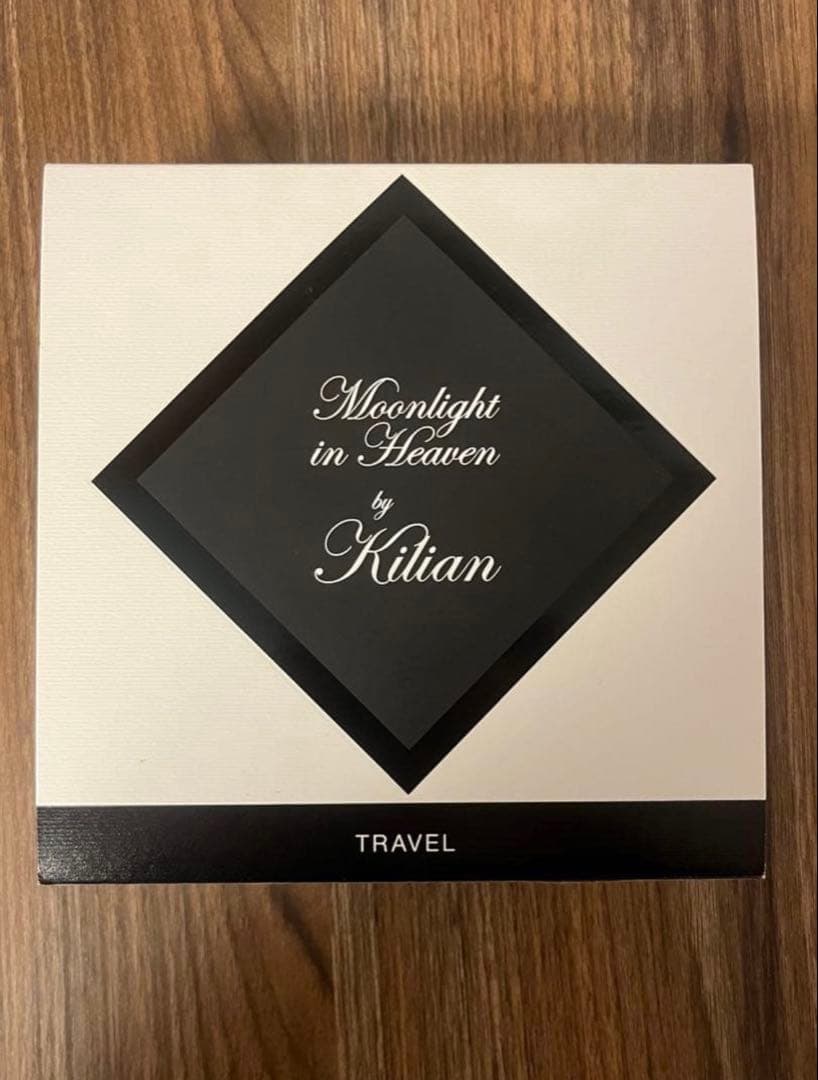 Moonlight
in Heaven
by
Kilian
TRAVEL